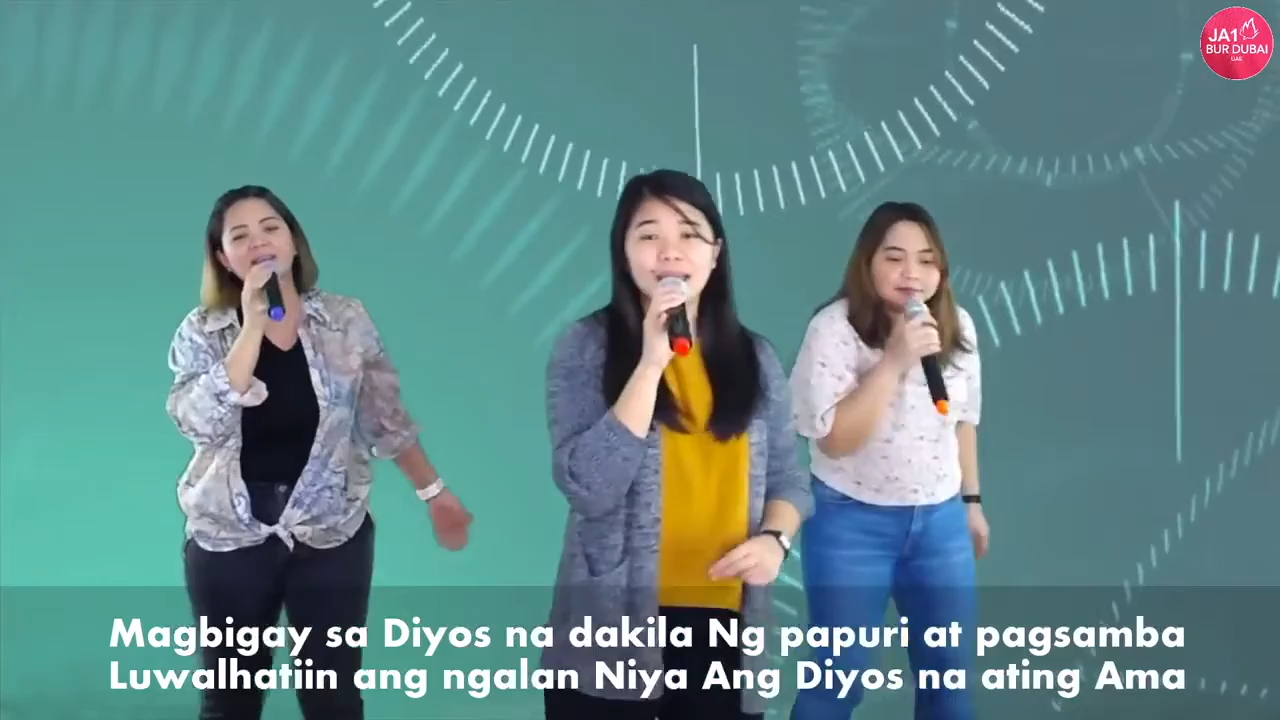 JA1
BUR DUBAI
UAE
Magbigay sa Diyos na dakila Ng papuri at pagsamba
Luwalhatiin ang ngalan Niya Ang Diyos na ating Ama